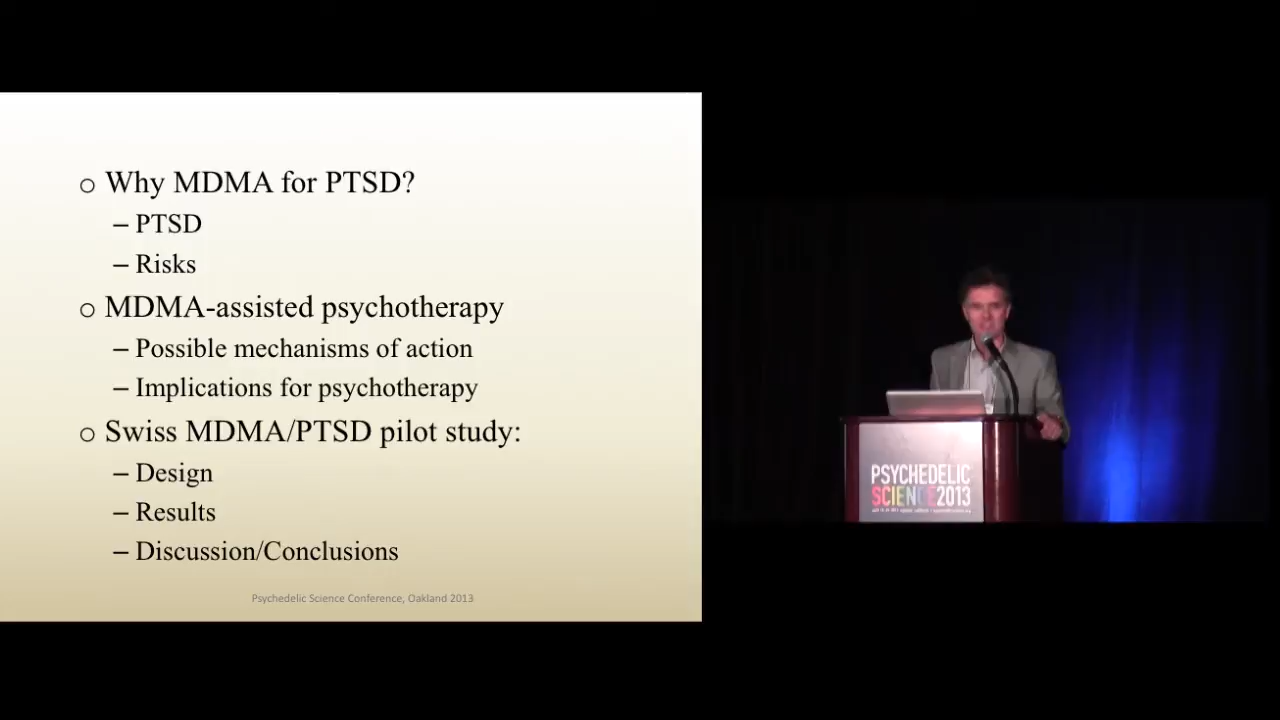 ○ Why MDMA for PTSD?
– PTSD
– Risks
○ MDMA-assisted psychotherapy
– Possible mechanisms of action
– Implications for psychotherapy
○ Swiss MDMA/PTSD pilot study:
– Design
– Results
– Discussion/Conclusions
Psychedelic Science Conference, Oakland 2013
PSYCHEDELIC
SCIENCE2013